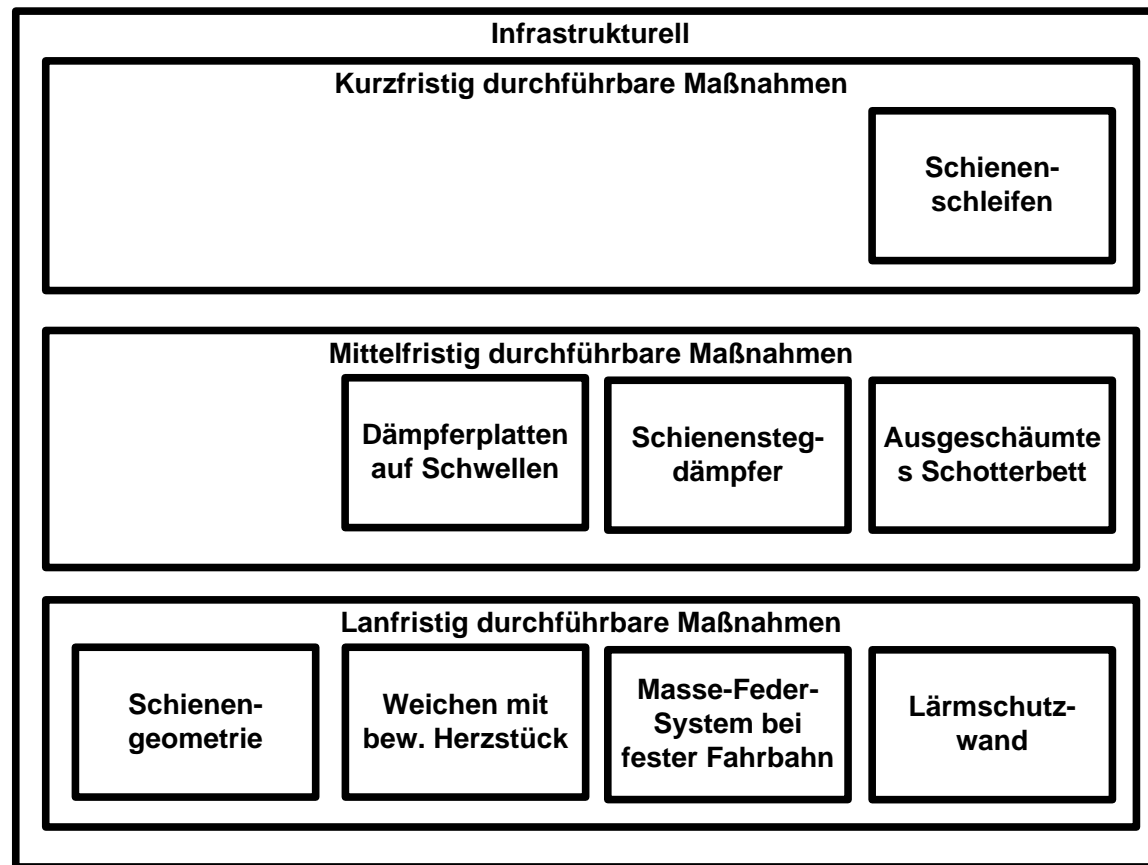 Infrastrukturell
Kurzfristig durchführbare Maßnahmen
Schienen-
schleifen
Mittelfristig durchführbare Maßnahmen
Dämpferplatten
auf Schwellen
Schienensteg-
dämpfer
Ausgeschäumte
s Schotterbett
Lanfristig durchführbare Maßnahmen
Schienen-
geometrie
Weichen mit
bew. Herzstück
Masse-Feder-
System bei
fester Fahrbahn
Lärmschutz-
wand